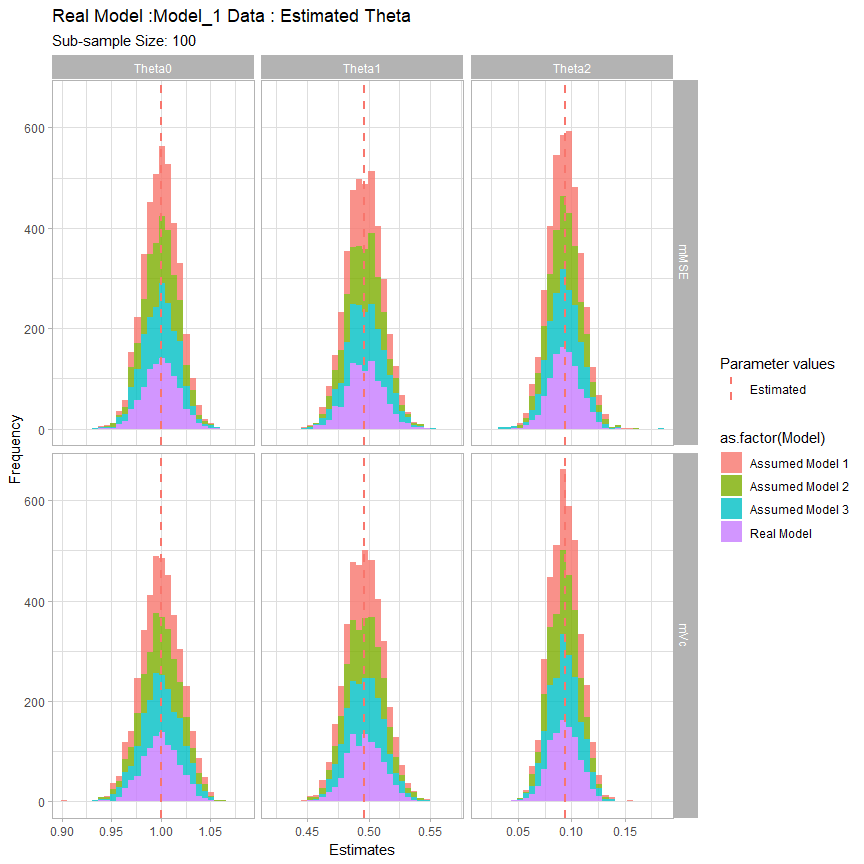 Real Model :Model_1 Data : Estimated Theta
Sub-sample Size: 100
Theta0 Theta1 Theta2
600
400
200
0
mMSE
600
400
200
0
mVc
0.90 0.95 1.00 1.05
0.45 0.50 0.55
0.05 0.10 0.15
Estimates
Frequency
Parameter values
Estimated
as.factor(Model)
Assumed Model 1
Assumed Model 2
Assumed Model 3
Real Model